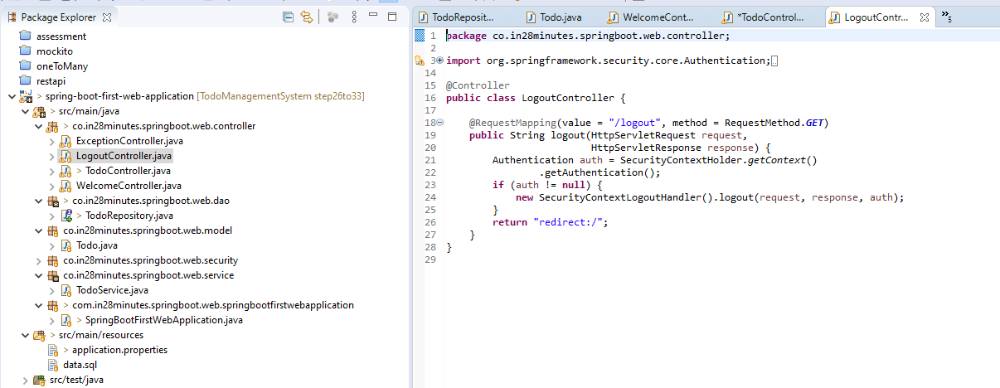 Package Explorer
assessment
mockito
oneToMany
restapi
> spring-boot-first-web-application [TodoManagementSystem step26to33]
> src/main/java
> co.in28minutes.springboot.web.controller
ExceptionController.java
LogoutController.java
> TodoController.java
WelcomeController.java
> co.in28minutes.springboot.web.dao
> TodoRepository.java
co.in28minutes.springboot.web.model
Todo.java
co.in28minutes.springboot.web.security
co.in28minutes.springboot.web.service
TodoService.java
> com.in28minutes.springboot.web.springbootfirstwebapplication
> SpringBootFirstWebApplication.java
> src/main/resources
> application.properties
data.sql
src/test/java
TodoReposit... Todo.java WelcomeCont... *TodoControl... LogoutContr... »5
1 package co.in28minutes.springboot.web.controller;
2
3 import org.springframework.security.core.Authentication;
14
15 @Controller
16 public class LogoutController {
17
18 @RequestMapping(value = "/logout", method = RequestMethod.GET)
19 public String logout(HttpServletRequest request,
20 HttpServletResponse response) {
21 Authentication auth = SecurityContextHolder.getContext()
22 .getAuthentication();
23 if (auth != null) {
24 new SecurityContextLogoutHandler().logout(request, response, auth);
25 }
26 return "redirect:/";
27 }
28 }
29